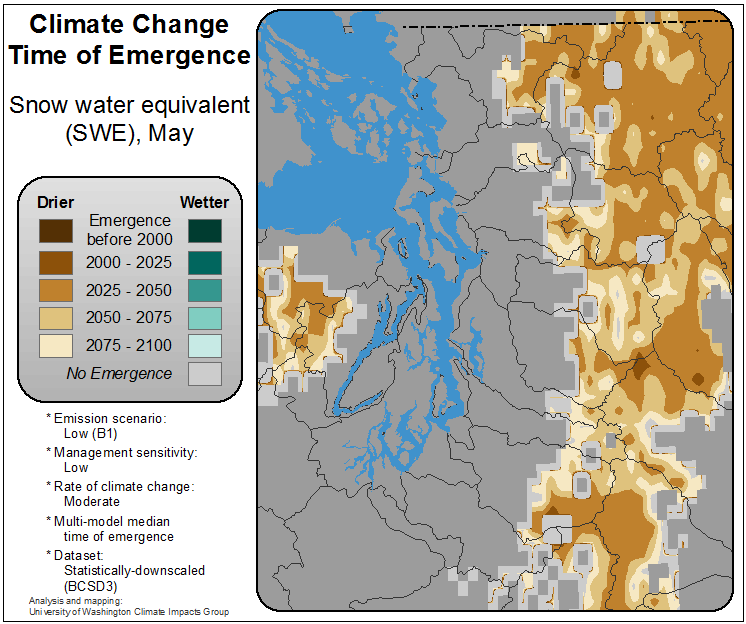 Climate Change
Time of Emergence
Snow water equivalent
(SWE), May
Drier Wetter
Emergence
before 2000
2000 - 2025
2025 - 2050
2050 - 2075
2075 - 2100
No Emergence
* Emission scenario:
Low (B1)
* Management sensitivity:
Low
* Rate of climate change:
Moderate
* Multi-model median
time of emergence
* Dataset:
Statistically-downscaled
(BCSD3)
Analysis and mapping:
University of Washington Climate Impacts Group